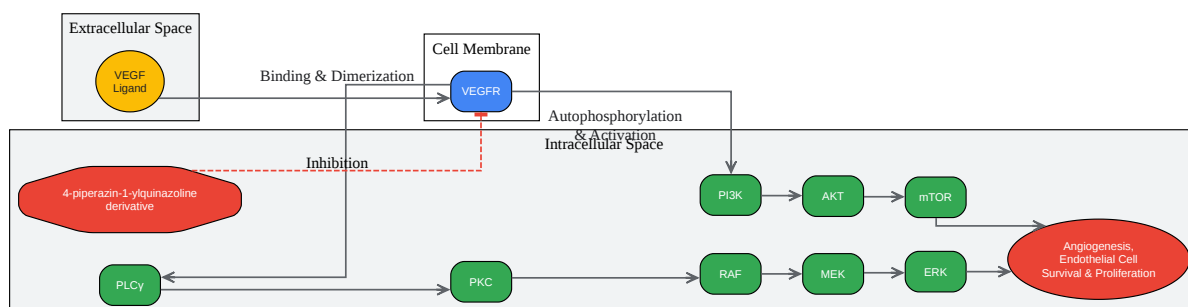 Extracellular Space
VEGF
Ligand
Cell Membrane
Binding & Dimerization
VEGFR
Autophosphorylation
& Activation
Intracellular Space
Inhibition
4-piperazin-1-ylquinazoline
derivative
PI3K
AKT
mTOR
Angiogenesis,
Endothelial Cell
Survival & Proliferation
PLCγ
PKC
RAF
MEK
ERK